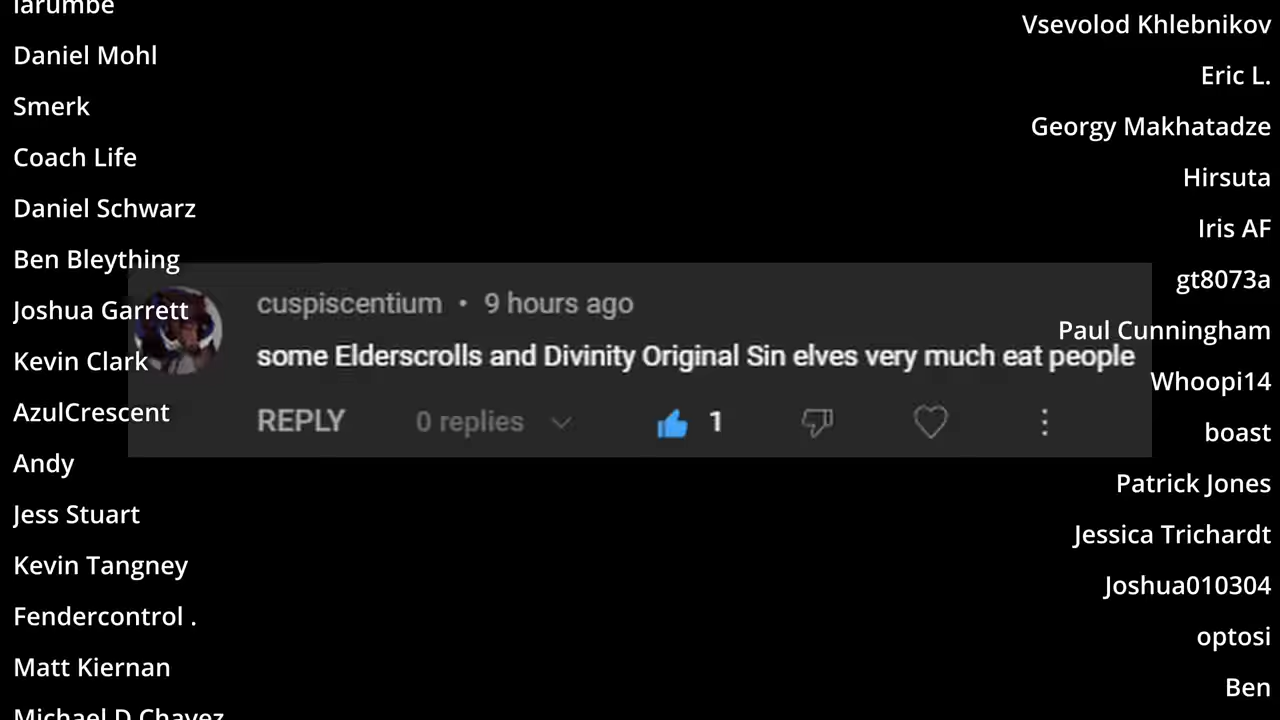 larumbe
Daniel Mohl
Smerk
Coach Life
Daniel Schwarz
Ben Bleything
Joshua Garrett
Kevin Clark
AzulCrescent
Andy
Jess Stuart
Kevin Tangney
Fendercontrol .
Matt Kiernan
Michael D Chavez
cuspiscentium • 9 hours ago
some Elderscrolls and Divinity Original Sin elves very much eat people
REPLY 0 replies 1
Vsevolod Khlebnikov
Eric L.
Georgy Makhatadze
Hirsuta
Iris AF
gt8073a
Paul Cunningham
Whoopi14
boast
Patrick Jones
Jessica Trichardt
Joshua010304
optosi
Ben